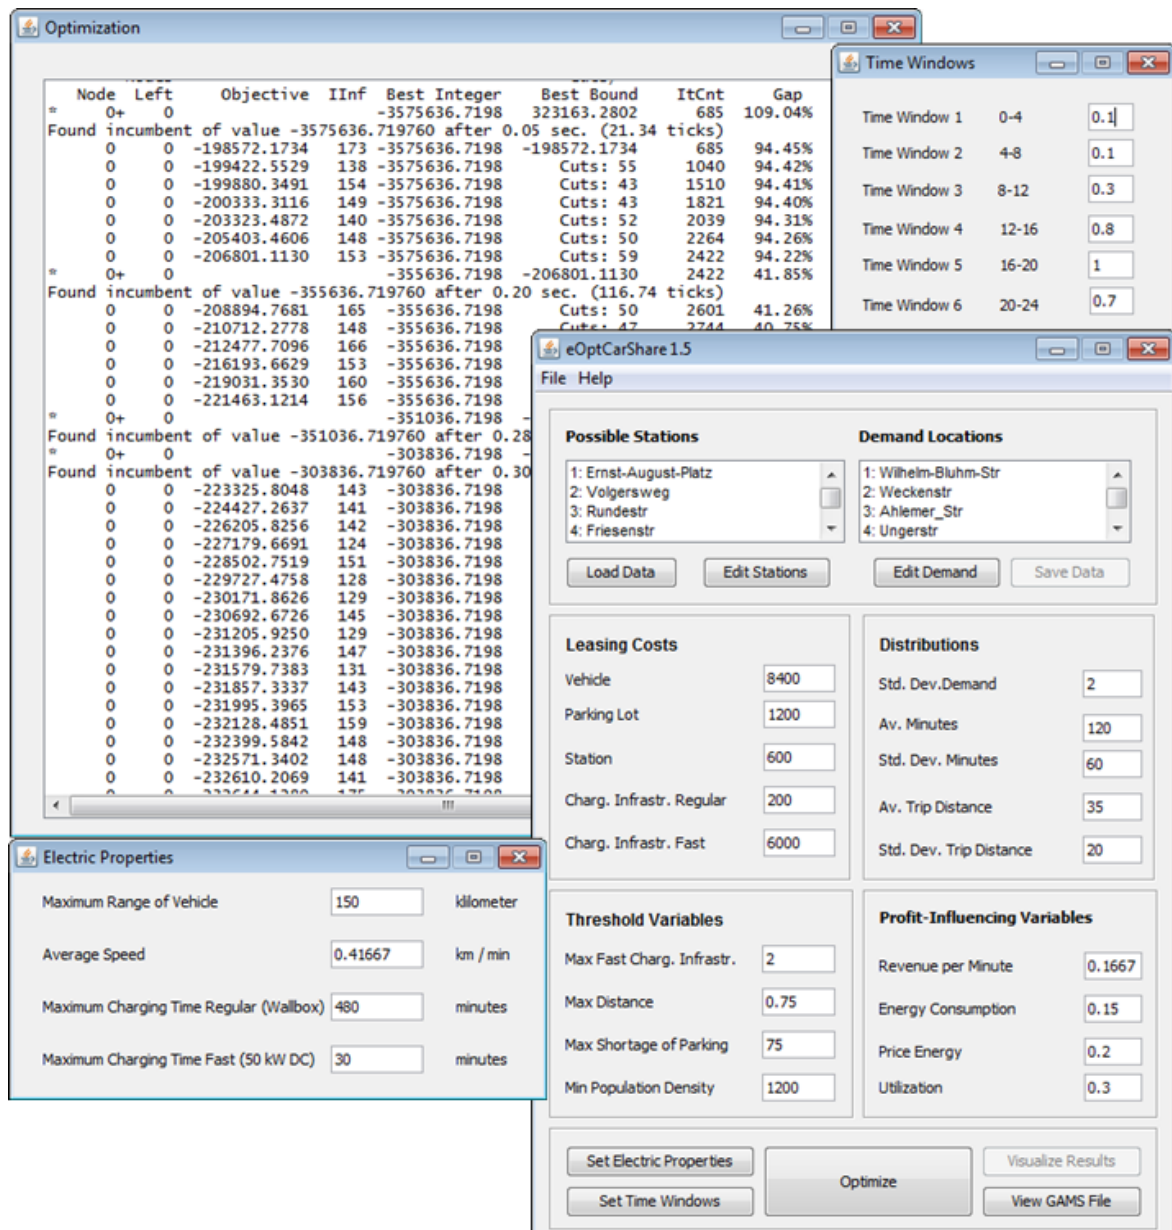 Optimization
Node Left Objective IInf Best Integer Best Bound ItCnt Gap
* 0+ 0 -3575636.7198 323163.2802 685 109.04%
Found incumbent of value -3575636.719760 after 0.05 sec. (21.34 ticks)
0 0 -198572.1734 173 -3575636.7198 -198572.1734 685 94.45%
0 0 -199422.5529 138 -3575636.7198 Cuts: 55 1040 94.42%
0 0 -199880.3491 154 -3575636.7198 Cuts: 43 1510 94.41%
0 0 -200333.3116 149 -3575636.7198 Cuts: 43 1821 94.40%
0 0 -203323.4872 140 -3575636.7198 Cuts: 52 2039 94.31%
0 0 -205403.4606 148 -3575636.7198 Cuts: 50 2264 94.26%
0 0 -206801.1130 153 -3575636.7198 Cuts: 59 2422 94.22%
* 0+ 0 -355636.7198 -206801.1130 2422 41.85%
Found incumbent of value -355636.719760 after 0.20 sec. (116.74 ticks)
0 0 -208894.7681 165 -355636.7198 Cuts: 50 2601 41.26%
0 0 -210712.2778 148 -355636.7198 Cuts: 47 2744 40.75%
0 0 -212477.7096 166 -355636.7198
0 0 -216193.6629 153 -355636.7198
0 0 -219031.3530 160 -355636.7198
0 0 -221463.1214 156 -355636.7198
* 0+ 0 -351036.7198 -
Found incumbent of value -351036.719760 after 0.28
* 0+ 0 -303836.7198 -
Found incumbent of value -303836.719760 after 0.30
0 0 -223325.8048 143 -303836.7198
0 0 -224427.2637 141 -303836.7198
0 0 -226205.8256 142 -303836.7198
0 0 -227179.6691 124 -303836.7198
0 0 -228502.7519 151 -303836.7198
0 0 -229727.4758 128 -303836.7198
0 0 -230171.8626 129 -303836.7198
0 0 -230692.6726 145 -303836.7198
0 0 -231205.9250 129 -303836.7198
0 0 -231396.2376 147 -303836.7198
0 0 -231579.7383 131 -303836.7198
0 0 -231857.3337 143 -303836.7198
0 0 -231995.3965 153 -303836.7198
0 0 -232128.4851 159 -303836.7198
0 0 -232399.5842 148 -303836.7198
0 0 -232571.3402 148 -303836.7198
0 0 -232610.2069 141 -303836.7198
Time Windows
Time Window 1 0-4 0.1
Time Window 2 4-8 0.1
Time Window 3 8-12 0.3
Time Window 4 12-16 0.8
Time Window 5 16-20 1
Time Window 6 20-24 0.7
eOptCarShare 1.5
File Help
Possible Stations
1: Ernst-August-Platz
2: Volgersweg
3: Rundestr
4: Friesenstr
Load Data Edit Stations
Demand Locations
1: Wilhelm-Bluhm-Str
2: Weckenstr
3: Ahlemer_Str
4: Ungerstr
Edit Demand Save Data
Leasing Costs
Vehicle 8400
Parking Lot 1200
Station 600
Charg. Infrastr. Regular 200
Charg. Infrastr. Fast 6000
Distributions
Std. Dev.Demand 2
Av. Minutes 120
Std. Dev. Minutes 60
Av. Trip Distance 35
Std. Dev. Trip Distance 20
Threshold Variables
Max Fast Charg. Infrastr. 2
Max Distance 0.75
Max Shortage of Parking 75
Min Population Density 1200
Profit-Influencing Variables
Revenue per Minute 0.1667
Energy Consumption 0.15
Price Energy 0.2
Utilization 0.3
Set Electric Properties
Set Time Windows
Optimize
Visualize Results
View GAMS File
Electric Properties
Maximum Range of Vehicle 150 klilometer
Average Speed 0.41667 km / min
Maximum Charging Time Regular (Wallbox) 480 minutes
Maximum Charging Time Fast (50 kW DC) 30 minutes